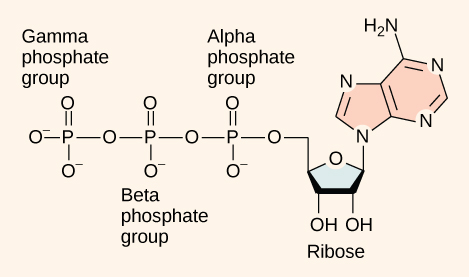 Gamma
phosphate
group
Alpha
phosphate
group
H₂N
N
N
N
N
O O O
O⁻ P O P O P O
O⁻ O⁻ O⁻
O
OH OH
Beta
phosphate
group
Ribose